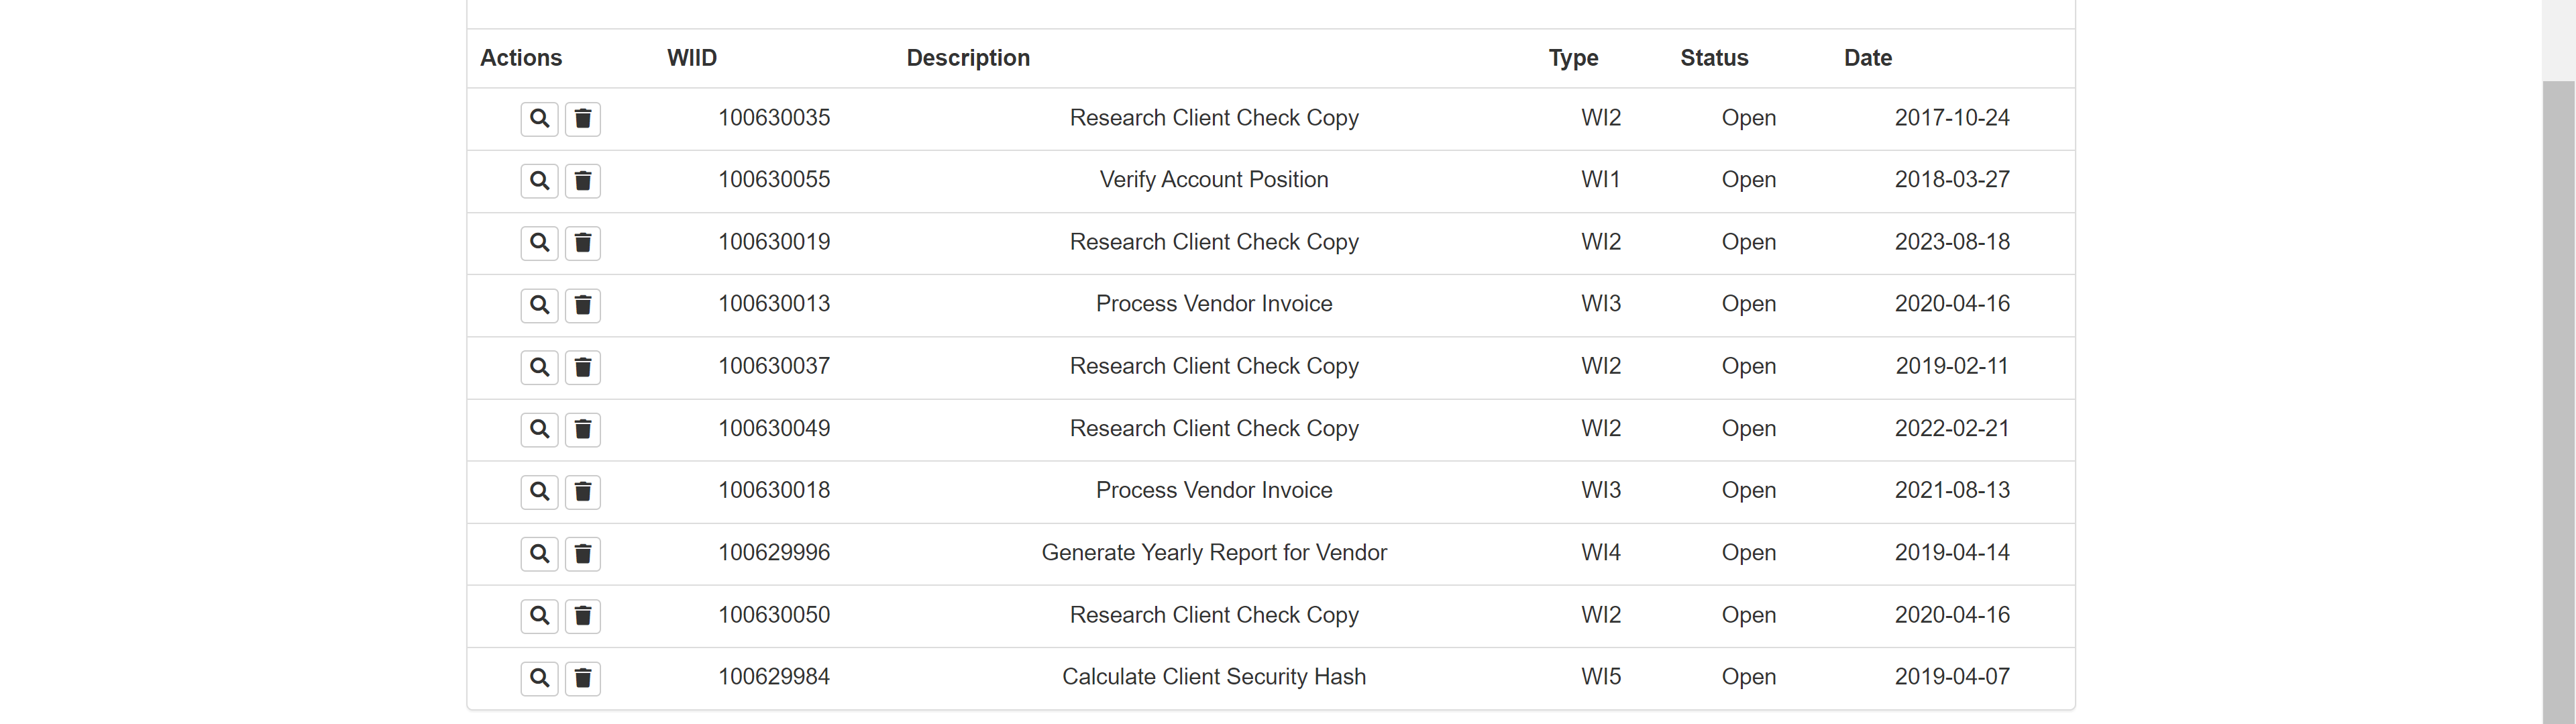 Actions WIID Description Type Status Date
100630035 Research Client Check Copy WI2 Open 2017-10-24
100630055 Verify Account Position WI1 Open 2018-03-27
100630019 Research Client Check Copy WI2 Open 2023-08-18
100630013 Process Vendor Invoice WI3 Open 2020-04-16
100630037 Research Client Check Copy WI2 Open 2019-02-11
100630049 Research Client Check Copy WI2 Open 2022-02-21
100630018 Process Vendor Invoice WI3 Open 2021-08-13
100629996 Generate Yearly Report for Vendor WI4 Open 2019-04-14
100630050 Research Client Check Copy WI2 Open 2020-04-16
100629984 Calculate Client Security Hash WI5 Open 2019-04-07